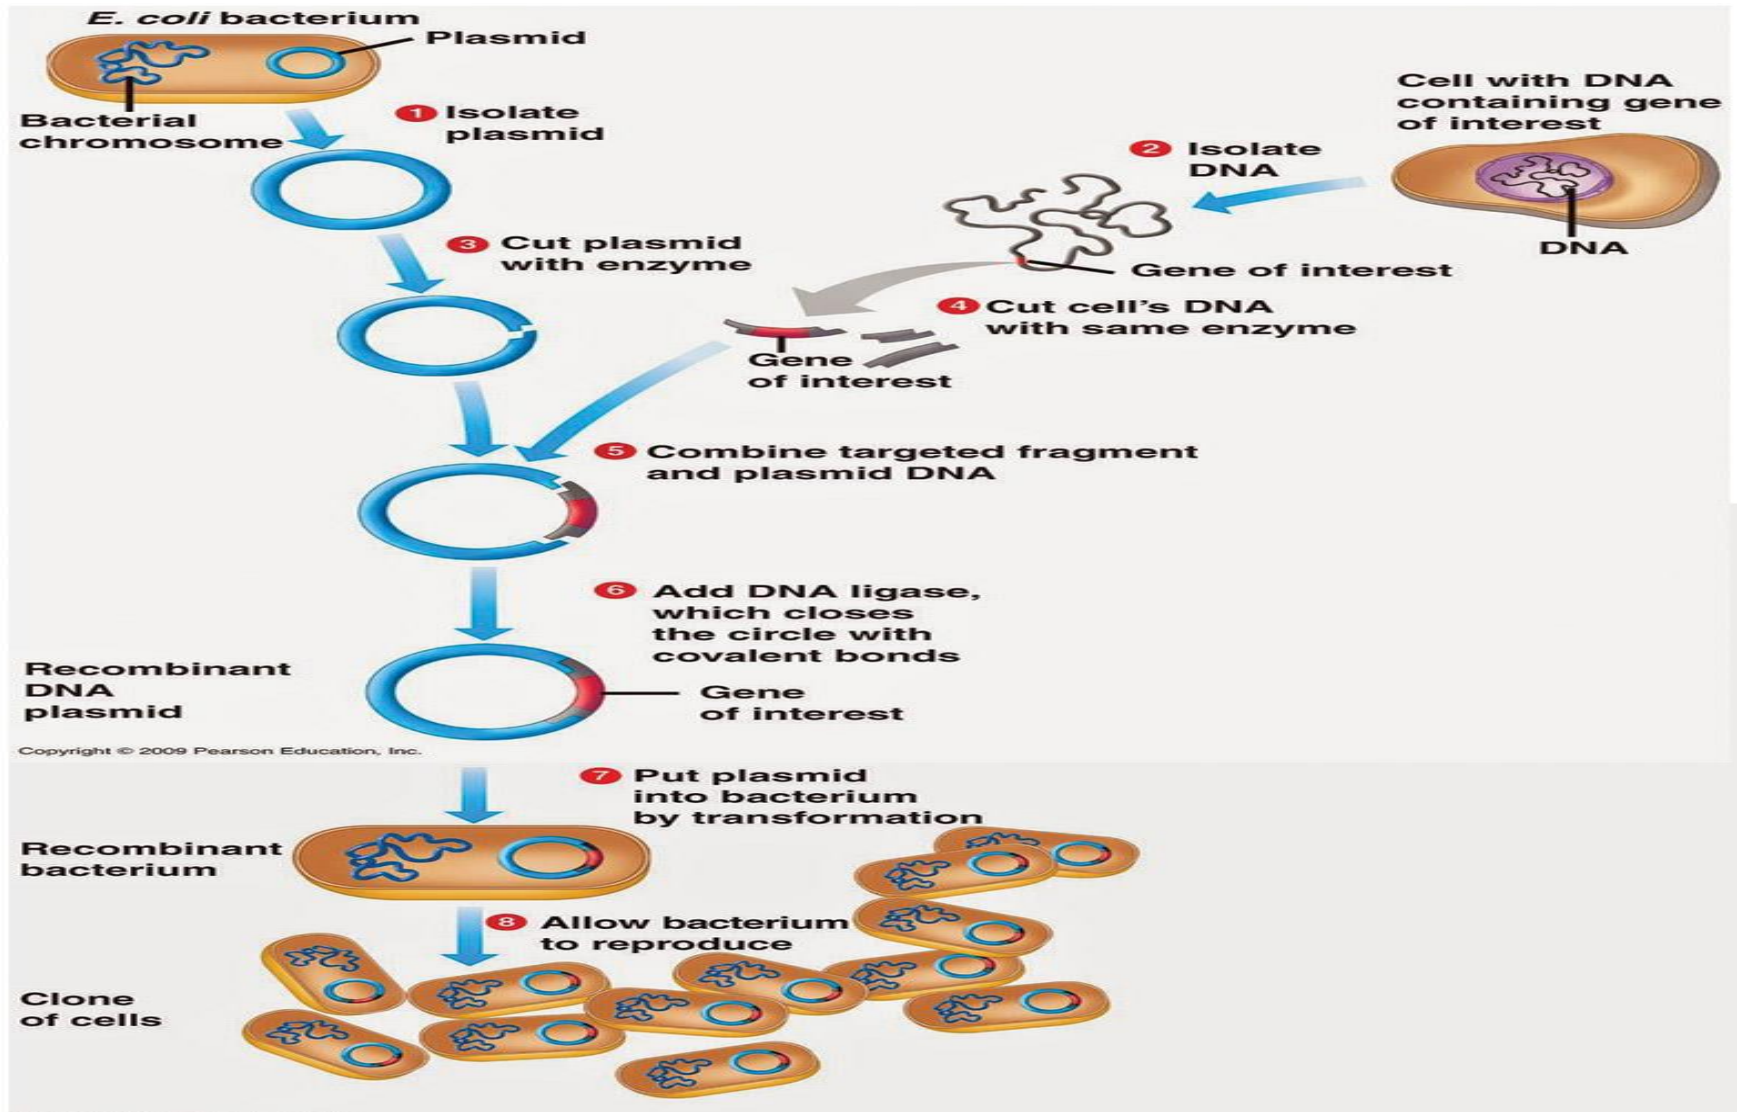 E. coli bacterium
Plasmid
Bacterial
chromosome
1 Isolate
plasmid
Cell with DNA
containing gene
of interest
2 Isolate
DNA
DNA
3 Cut plasmid
with enzyme
Gene of interest
4 Cut cell's DNA
with same enzyme
Gene
of interest
5 Combine targeted fragment
and plasmid DNA
6 Add DNA ligase,
which closes
the circle with
covalent bonds
Recombinant
DNA
plasmid
Gene
of interest
Copyright © 2009 Pearson Education, Inc.
7 Put plasmid
into bacterium
by transformation
Recombinant
bacterium
8 Allow bacterium
to reproduce
Clone
of cells